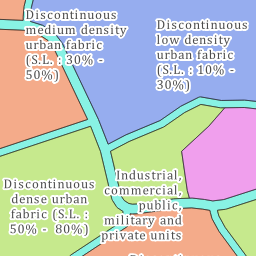 Discontinuous
medium density
urban fabric
(S.L. : 30% -
50%)
Discontinuous
low density
urban fabric
(S.L. : 10% -
30%)
Industrial,
commercial,
public,
military and
private units
Discontinuous
dense urban
fabric (S.L. :
50% -  80%)